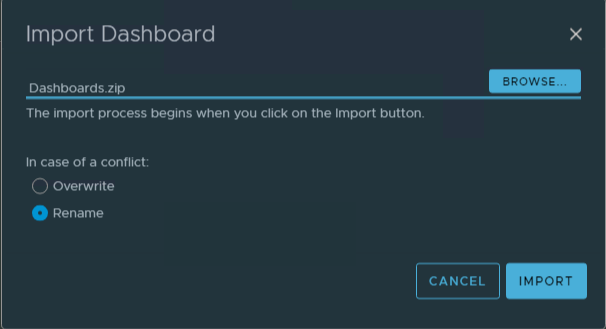 Import Dashboard
Dashboards.zip
BROWSE...
The import process begins when you click on the Import button.
In case of a conflict:
Overwrite
Rename
CANCEL
IMPORT